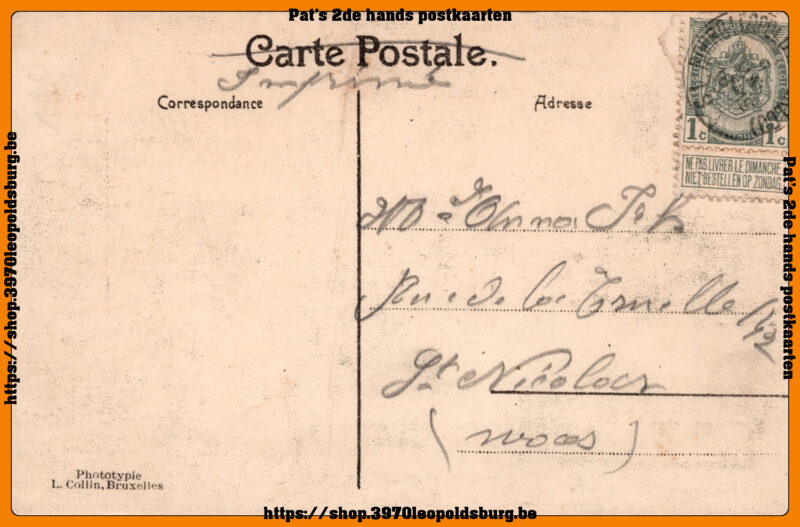 Pat's 2de hands postkaarten
Carte Postale.
Imprimé
Correspondance
Adresse
1c 1c
NE PAS LIVRER LE DIMANCHE
NIET BESTELLEN OP ZONDAG
Anna
Rue de la Truelle
St Nicolas
(Waes)
Phototypie
L. Collin, Bruxelles
https://shop.3970leopoldsburg.be
https://shop.3970leopoldsburg.be
Pat's 2de hands postkaarten